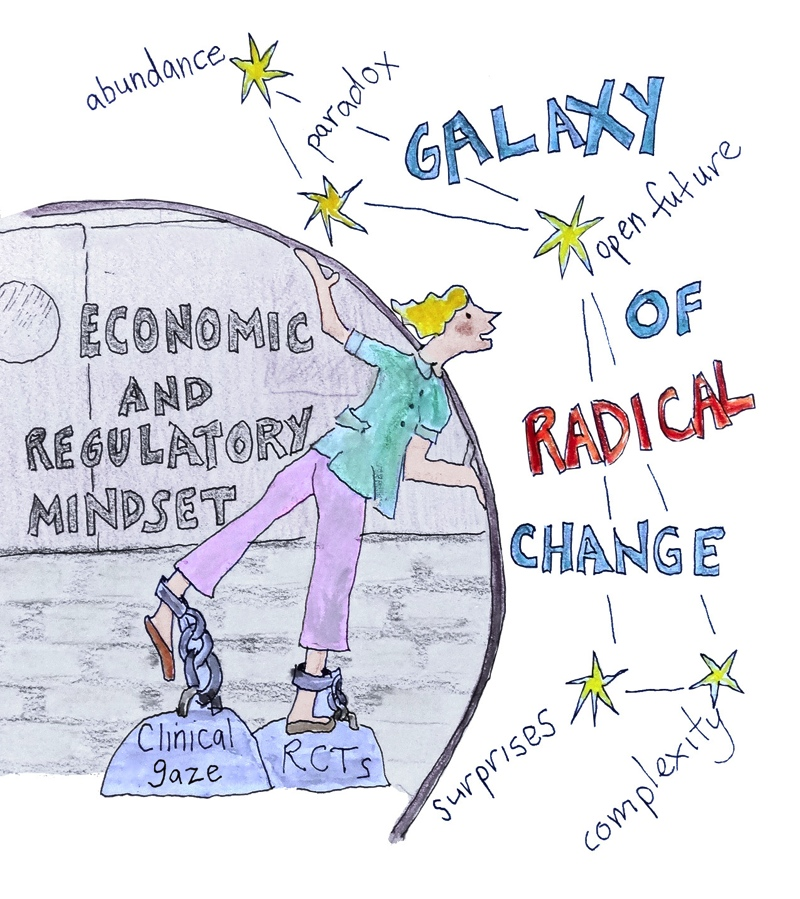 abundance
paradox
GALAXY
open future
OF
RADICAL
CHANGE
surprises
complexity
ECONOMIC
AND
REGULATORY
MINDSET
Clinical
gaze
RCTs